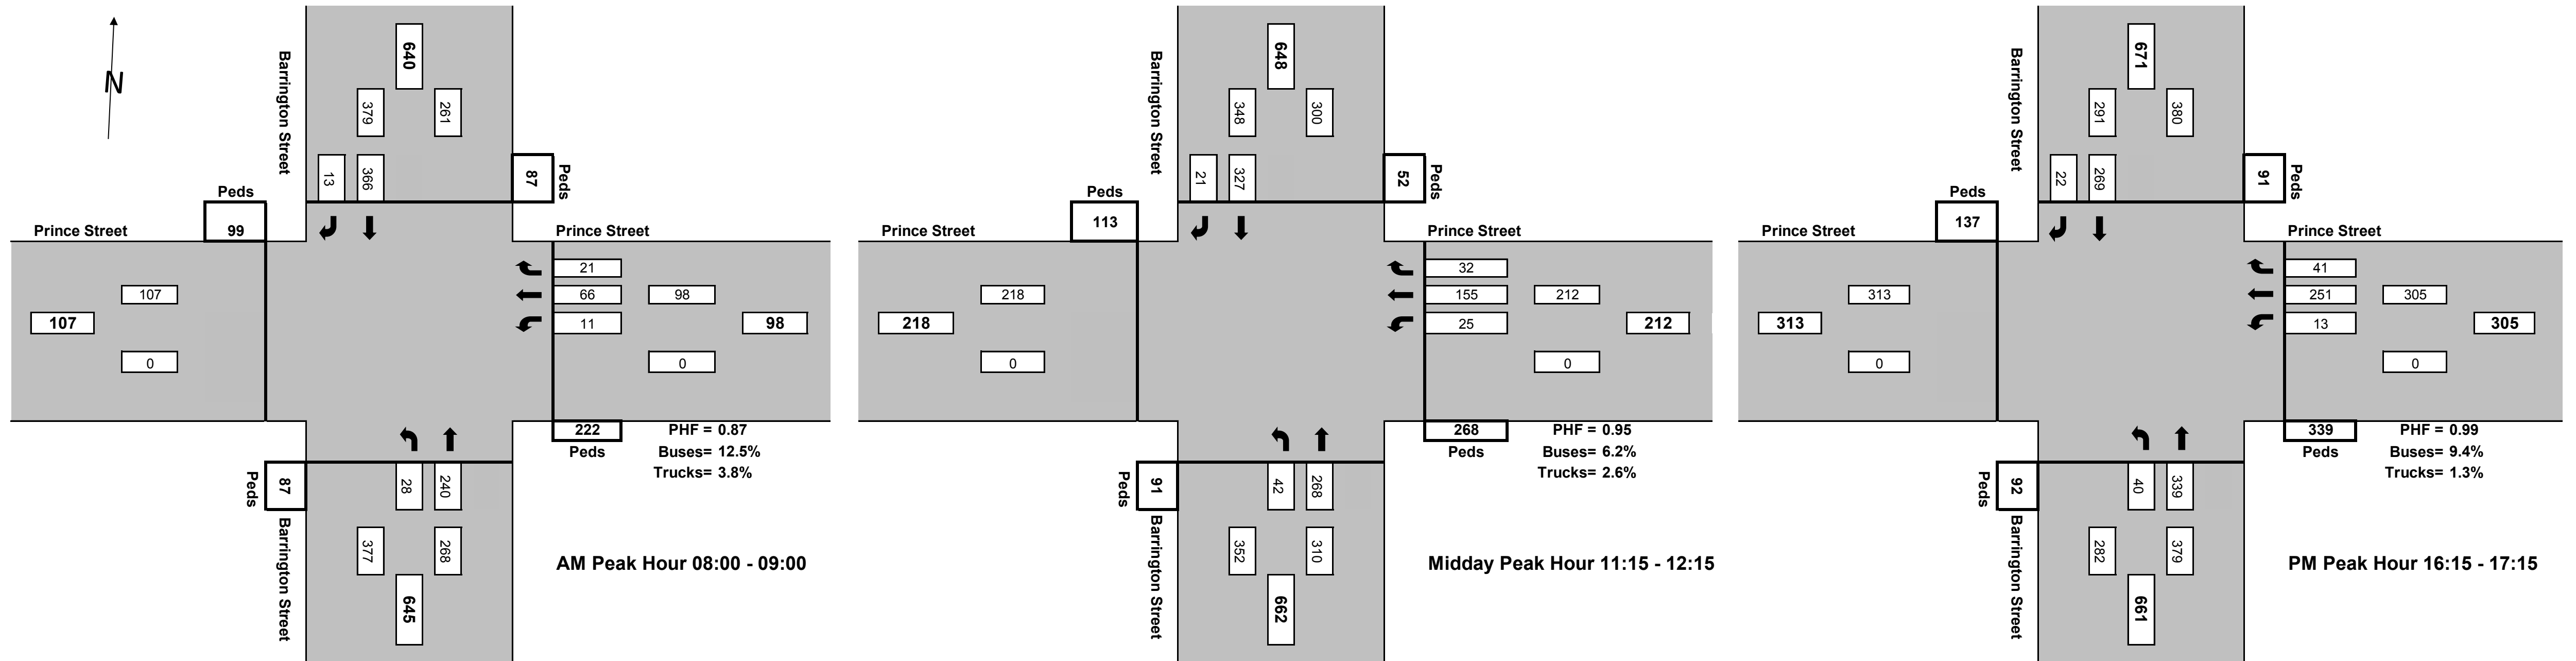 N
Barrington Street
640
379
261
13
366
87
Peds
Peds
99
Prince Street
Prince Street
21
66
11
98
98
0
107
107
0
222
Peds
PHF = 0.87
Buses= 12.5%
Trucks= 3.8%
28
240
87
Peds
377
268
645
Barrington Street
AM Peak Hour 08:00 - 09:00
Barrington Street
648
348
300
21
327
52
Peds
Peds
113
Prince Street
Prince Street
32
155
25
212
212
0
218
218
0
268
Peds
PHF = 0.95
Buses= 6.2%
Trucks= 2.6%
42
268
91
Peds
352
310
662
Barrington Street
Midday Peak Hour 11:15 - 12:15
Barrington Street
671
291
380
22
269
91
Peds
Peds
137
Prince Street
Prince Street
41
251
13
305
305
0
313
313
0
339
Peds
PHF = 0.99
Buses= 9.4%
Trucks= 1.3%
40
339
92
Peds
282
379
661
Barrington Street
PM Peak Hour 16:15 - 17:15